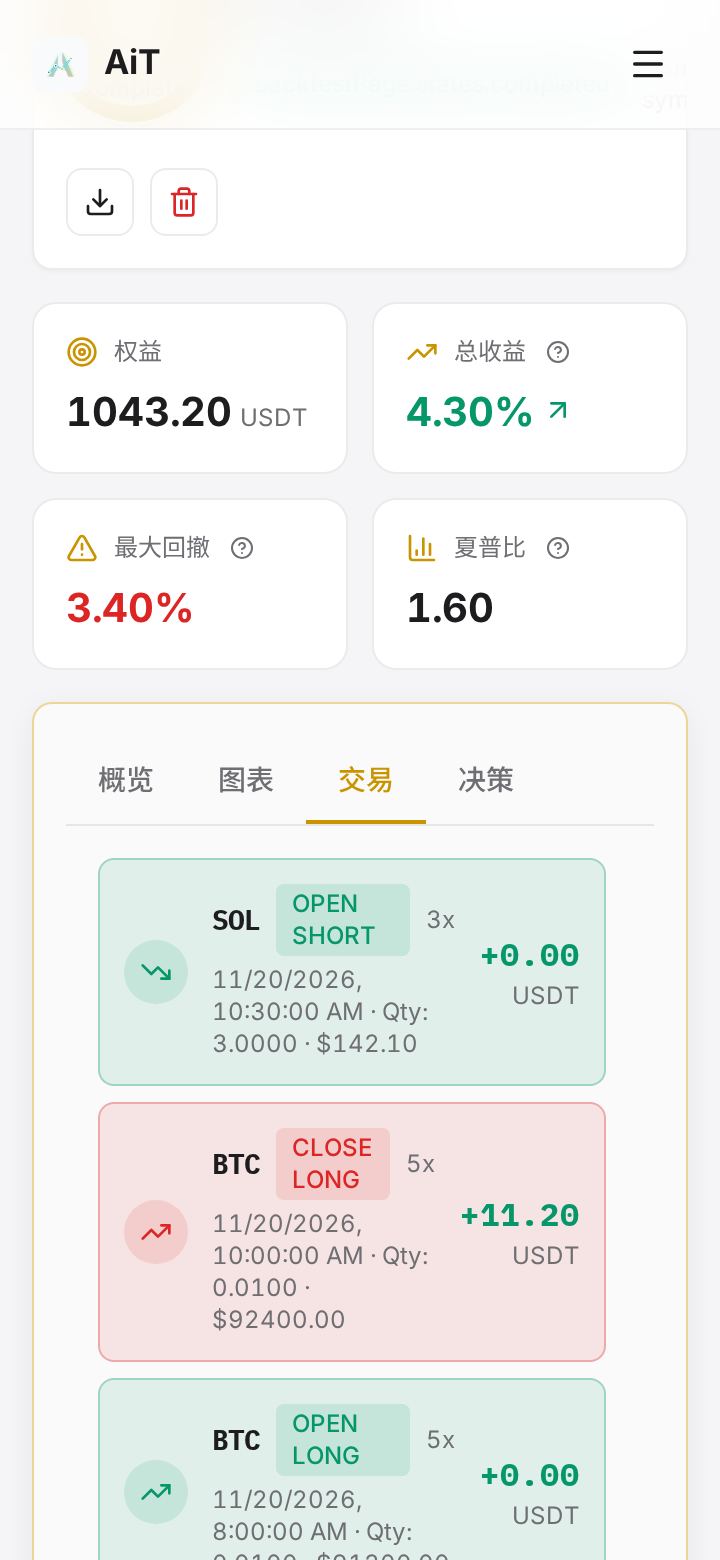 AiT
backtestPage.states.completed
sym
权益
1043.20 USDT
总收益
4.30%
最大回撤
3.40%
夏普比
1.60
概览 图表 交易 决策
SOL OPEN SHORT 3x
11/20/2026,
10:30:00 AM · Qty:
3.0000 · $142.10
+0.00
USDT
BTC CLOSE LONG 5x
11/20/2026,
10:00:00 AM · Qty:
0.0100 ·
$92400.00
+11.20
USDT
BTC OPEN LONG 5x
11/20/2026,
8:00:00 AM · Qty:
+0.00
USDT